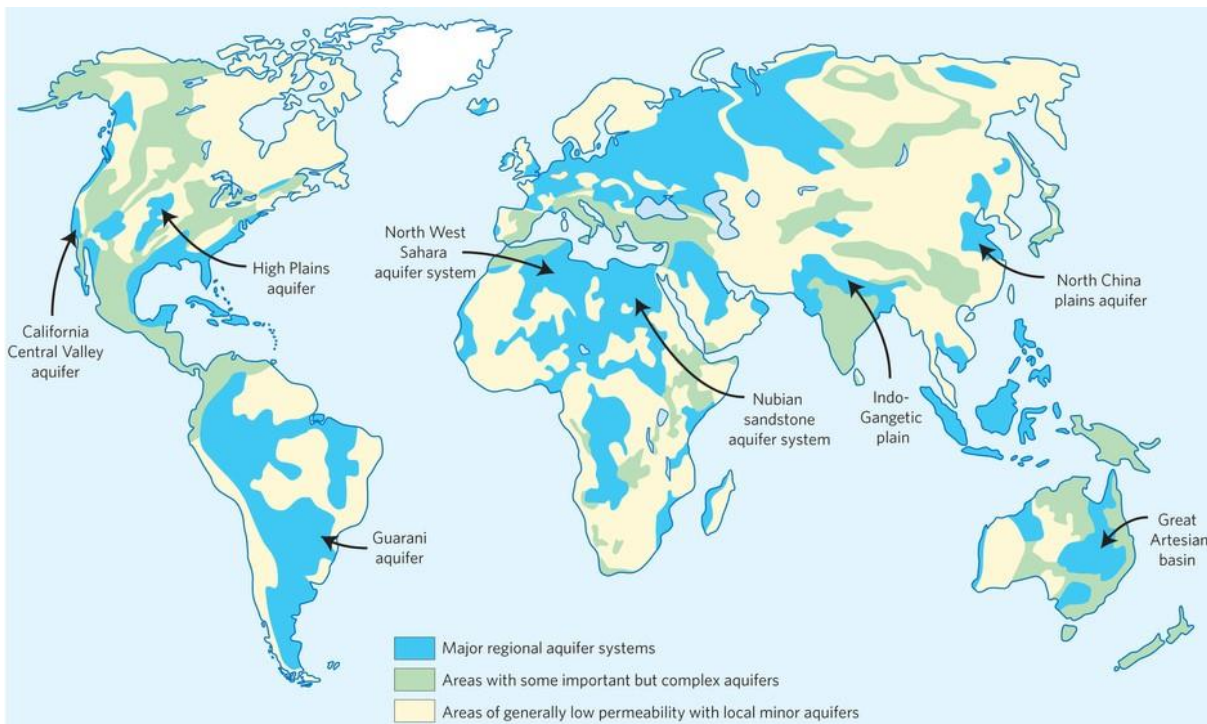 North West
Sahara
aquifer system
High Plains
aquifer
North China
plains aquifer
California
Central Valley
aquifer
Nubian
sandstone
aquifer system
Indo-
Gangetic
plain
Guarani
aquifer
Great
Artesian
basin
Major regional aquifer systems
Areas with some important but complex aquifers
Areas of generally low permeability with local minor aquifers